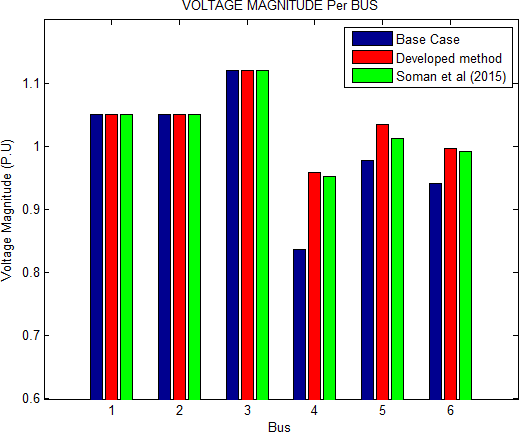 VOLTAGE MAGNITUDE Per BUS
Base Case
Developed method
Soman et al (2015)
Voltage Magnitude (P.U)
1.1
1
0.9
0.8
0.7
0.6
1 2 3 4 5 6
Bus